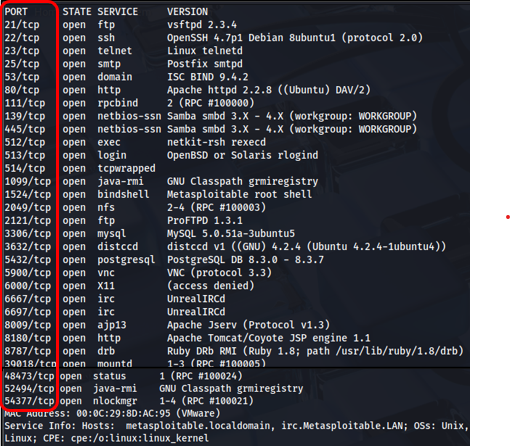 PORT STATE SERVICE VERSION
21/tcp open ftp vsftpd 2.3.4
22/tcp open ssh OpenSSH 4.7p1 Debian 8ubuntu1 (protocol 2.0)
23/tcp open telnet Linux telnetd
25/tcp open smtp Postfix smtpd
53/tcp open domain ISC BIND 9.4.2
80/tcp open http Apache httpd 2.2.8 ((Ubuntu) DAV/2)
111/tcp open rpcbind 2 (RPC #100000)
139/tcp open netbios-ssn Samba smbd 3.X - 4.X (workgroup: WORKGROUP)
445/tcp open netbios-ssn Samba smbd 3.X - 4.X (workgroup: WORKGROUP)
512/tcp open exec netkit-rsh rexecd
513/tcp open login OpenBSD or Solaris rlogind
514/tcp open tcpwrapped
1099/tcp open java-rmi GNU Classpath grmiregistry
1524/tcp open bindshell Metasploitable root shell
2049/tcp open nfs 2-4 (RPC #100003)
2121/tcp open ftp ProFTPD 1.3.1
3306/tcp open mysql MySQL 5.0.51a-3ubuntu5
3632/tcp open distccd distccd v1 ((GNU) 4.2.4 (Ubuntu 4.2.4-1ubuntu4))
5432/tcp open postgresql PostgreSQL DB 8.3.0 - 8.3.7
5900/tcp open vnc VNC (protocol 3.3)
6000/tcp open X11 (access denied)
6667/tcp open irc UnrealIRCd
6697/tcp open irc UnrealIRCd
8009/tcp open ajp13 Apache Jserv (Protocol v1.3)
8180/tcp open http Apache Tomcat/Coyote JSP engine 1.1
8787/tcp open drb Ruby DRb RMI (Ruby 1.8; path /usr/lib/ruby/1.8/drb)
39018/tcp open mountd 1-3 (RPC #100005)
48473/tcp open status 1 (RPC #100024)
52494/tcp open java-rmi GNU Classpath grmiregistry
54377/tcp open nlockmgr 1-4 (RPC #100021)
MAC Address: 00:0C:29:8D:AC:95 (VMware)
Service Info: Hosts: metasploitable.localdomain, irc.Metasploitable.LAN; OSs: Unix,
Linux; CPE: cpe:/o:linux:linux_kernel